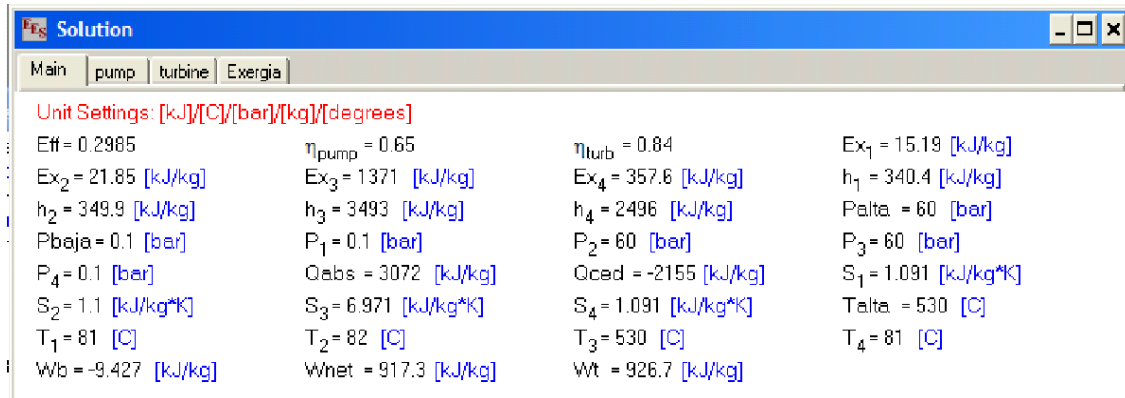 EES Solution
Main pump turbine Exergia
Unit Settings: [kJ]/[C]/[bar]/[kg]/[degrees]
Eff = 0.2985 ηpump = 0.65 ηturb = 0.84 Ex1 = 15.19 [kJ/kg]
Ex2 = 21.85 [kJ/kg] Ex3 = 1371 [kJ/kg] Ex4 = 357.6 [kJ/kg] h1 = 340.4 [kJ/kg]
h2 = 349.9 [kJ/kg] h3 = 3493 [kJ/kg] h4 = 2496 [kJ/kg] Palta = 60 [bar]
Pbaja = 0.1 [bar] P1 = 0.1 [bar] P2 = 60 [bar] P3 = 60 [bar]
P4 = 0.1 [bar] Qabs = 3072 [kJ/kg] Qced = -2155 [kJ/kg] S1 = 1.091 [kJ/kg*K]
S2 = 1.1 [kJ/kg*K] S3 = 6.971 [kJ/kg*K] S4 = 1.091 [kJ/kg*K] Talta = 530 [C]
T1 = 81 [C] T2 = 82 [C] T3 = 530 [C] T4 = 81 [C]
Wb = -9.427 [kJ/kg] Wnet = 917.3 [kJ/kg] Wt = 926.7 [kJ/kg]